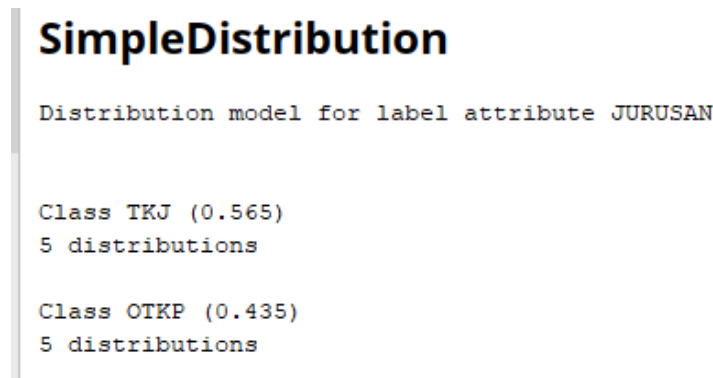 SimpleDistribution
Distribution model for label attribute JURUSAN
Class TKJ (0.565)
5 distributions
Class OTKP (0.435)
5 distributions